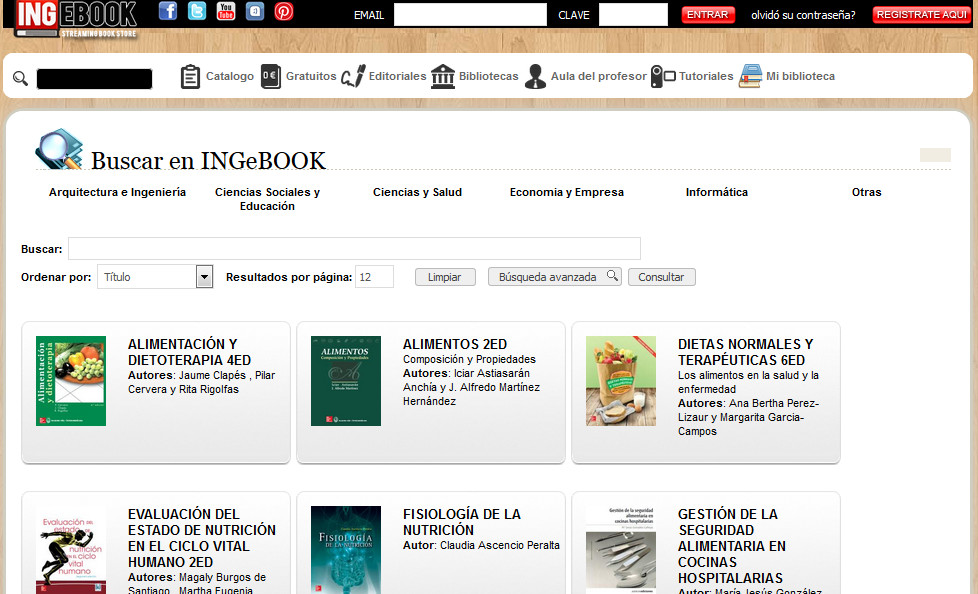 INGEBOOK
STREAMING BOOK STORE
You Tube
EMAIL CLAVE ENTRAR olvidó su contraseña? REGISTRATE AQUI
Catalogo Gratuitos Editoriales Bibliotecas Aula del profesor Tutoriales Mi biblioteca
Buscar en INGeBOOK
Arquitectura e Ingeniería Ciencias Sociales y Ciencias y Salud Economia y Empresa Informática Otras
Educación
Buscar:
Ordenar por: Título Resultados por página: 12 Limpiar Búsqueda avanzada Consultar
Alimentación
y dietoterapia
ALIMENTACIÓN Y
DIETOTERAPIA 4ED
Autores: Jaume Clapés , Pilar
Cervera y Rita Rigolfas
ALIMENTOS
Composición y Propiedades
ALIMENTOS 2ED
Composición y Propiedades
Autores: Iciar Astiasarán
Anchía y J. Alfredo Martínez
Hernández
DIETAS NORMALES Y
TERAPÉUTICAS 6ED
Los alimentos en la salud y la
enfermedad
Autores: Ana Bertha Perez-
Lizaur y Margarita Garcia-
Campos
Evaluación DEL
estado DE
nutrición
EN EL CICLO VITAL
humano
EVALUACIÓN DEL
ESTADO DE NUTRICIÓN
EN EL CICLO VITAL
HUMANO 2ED
Autores: Magaly Burgos de
Santiago , Martha Eugenia
FISIOLOGÍA
DE LA NUTRICIÓN
FISIOLOGÍA DE LA
NUTRICIÓN
Autor: Claudia Ascencio Peralta
Gestión de la seguridad
alimentaria en
cocinas hospitalarias
GESTIÓN DE LA
SEGURIDAD
ALIMENTARIA EN
COCINAS
HOSPITALARIAS
Autor: María Jesús González